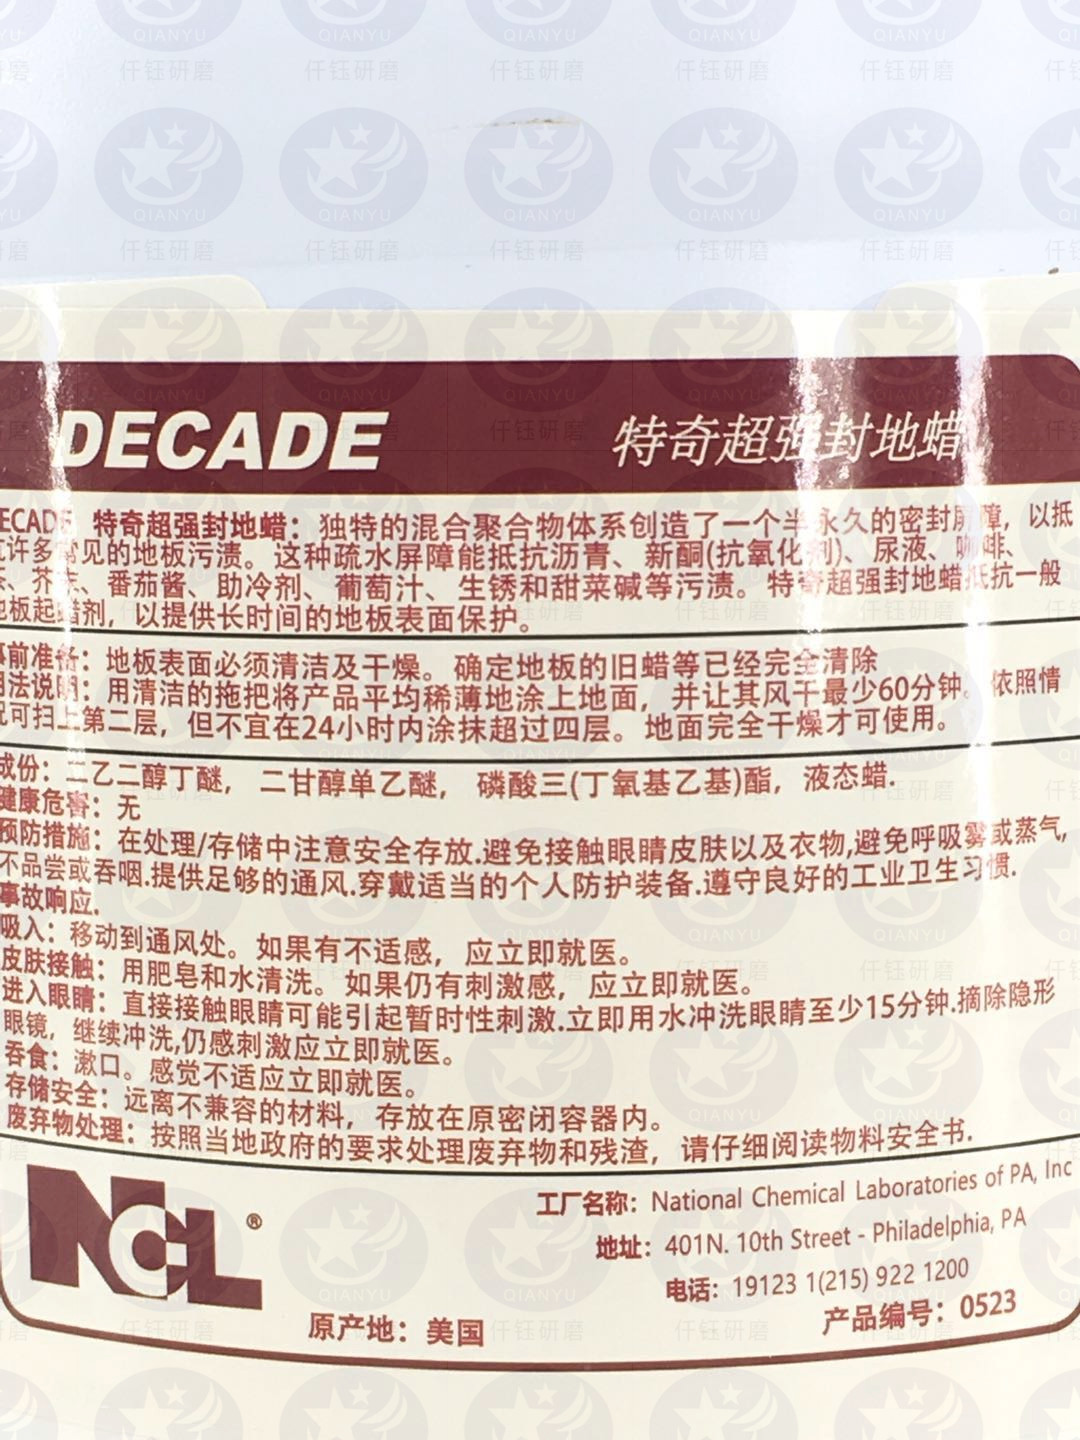 DECADE 特奇超强封地蜡
DECADE 特奇超强封地蜡：独特的混合聚合物体系创造了一个半永久的密封屏障，以抵
抗许多常见的地板污渍。这种疏水屏障能抵抗沥青、新酮(抗氧化剂)、尿液、咖啡、
芥末、番茄酱、助冷剂、葡萄汁、生锈和甜菜碱等污渍。特奇超强封地蜡抵抗一般
地板起蜡剂，以提供长时间的地板表面保护。
事前准备：地板表面必须清洁及干燥。确定地板的旧蜡等已经完全清除
用法说明：用清洁的拖把将产品平均稀薄地涂上地面，并让其风干最少60分钟。依照情
况可扫上第二层，但不宜在24小时内涂抹超过四层。地面完全干燥才可使用。
成份：二乙二醇丁醚，二甘醇单乙醚，磷酸三(丁氧基乙基)酯，液态蜡.
健康危害：无
预防措施：在处理/存储中注意安全存放.避免接触眼睛皮肤以及衣物,避免呼吸雾或蒸气,
不品尝或吞咽.提供足够的通风.穿戴适当的个人防护装备.遵守良好的工业卫生习惯.
事故响应.
吸入：移动到通风处。如果有不适感，应立即就医。
皮肤接触：用肥皂和水清洗。如果仍有刺激感，应立即就医。
进入眼睛：直接接触眼睛可能引起暂时性刺激.立即用水冲洗眼睛至少15分钟.摘除隐形
眼镜，继续冲洗,仍感刺激应立即就医。
吞食：漱口。感觉不适应立即就医。
存储安全：远离不兼容的材料，存放在原密闭容器内。
废弃物处理：按照当地政府的要求处理废弃物和残渣，请仔细阅读物料安全书.
NCL®
工厂名称：National Chemical Laboratories of PA, Inc
地址：401N. 10th Street - Philadelphia, PA
电话：19123 1(215) 922 1200
原产地：美国 产品编号：0523
QIANYU
仟钰研磨